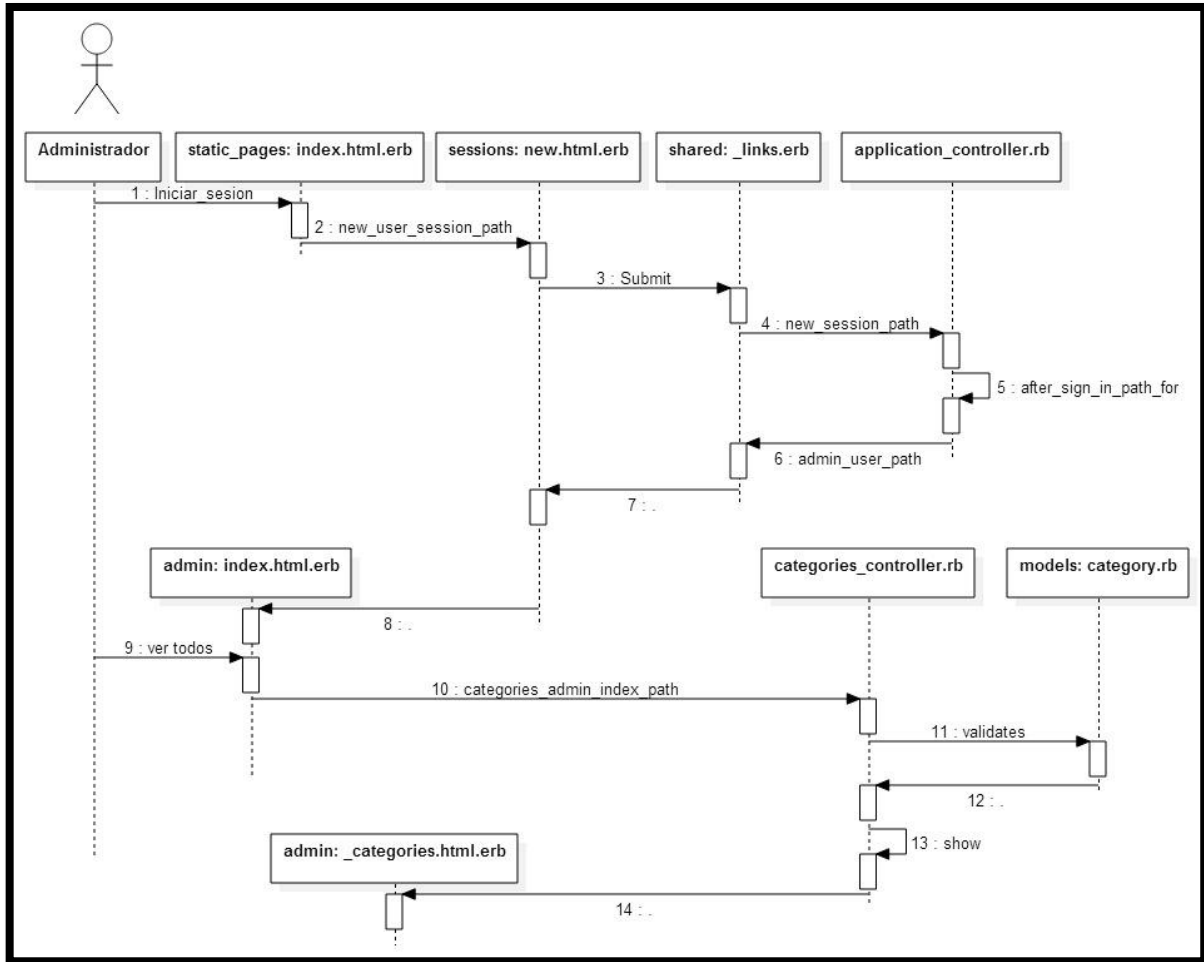 Administrador
static_pages: index.html.erb
sessions: new.html.erb
shared: _links.erb
application_controller.rb
1 : Iniciar_sesion
2 : new_user_session_path
3 : Submit
4 : new_session_path
5 : after_sign_in_path_for
6 : admin_user_path
7 : .
admin: index.html.erb
categories_controller.rb
models: category.rb
8 : .
9 : ver todos
10 : categories_admin_index_path
11 : validates
12 : .
13 : show
admin: _categories.html.erb
14 : .